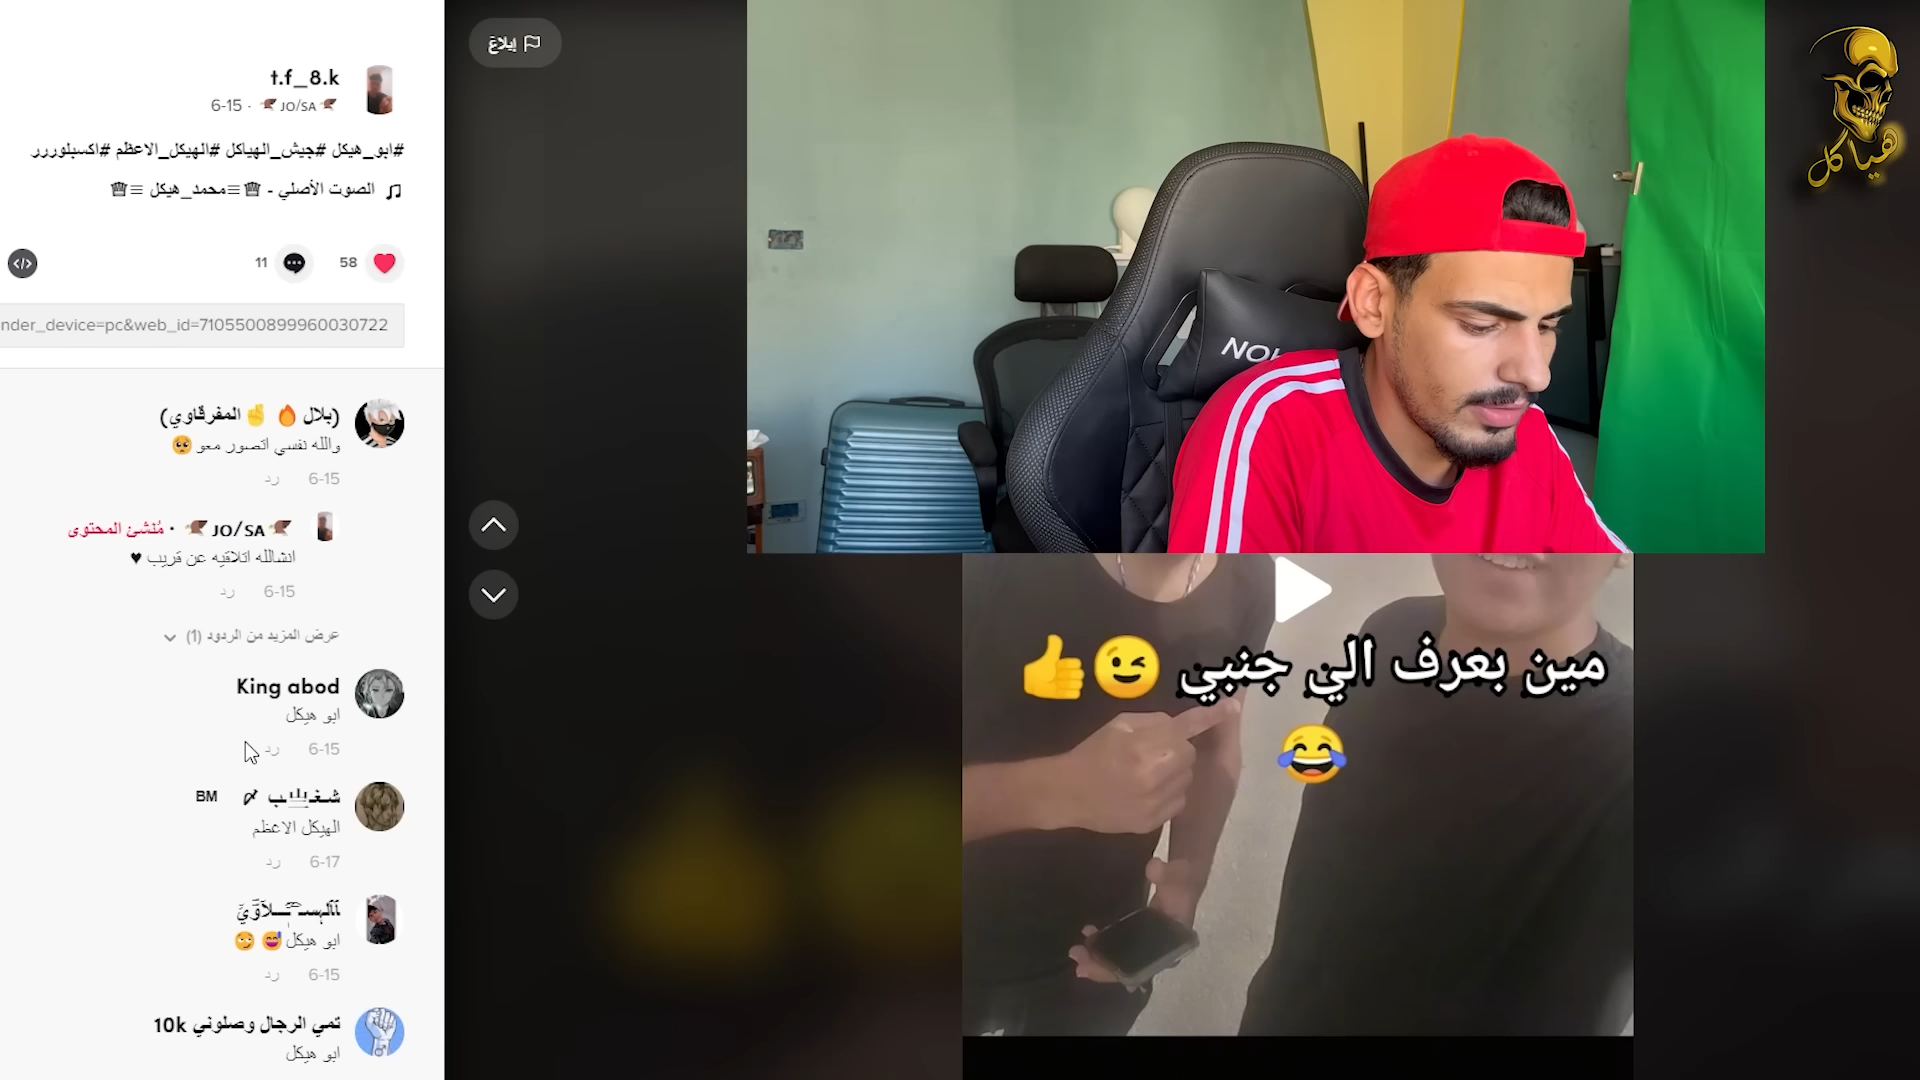 t.f_8.k
JO/SA · 6-15
#ابو_هيكل #جيش_الهياكل #الهيكل_الاعظم #اكسبلوررر
الصوت الأصلي - ♕≡محمد_هيكل ≡♕
58
11
nder_device=pc&web_id=7105500899960030722
(بلال 🔥 ✌ المفرقاوي)
والله نفسي اتصور معو 🥺
6-15 رد
JO/SA · مُنشئ المحتوى
انشالله اتلاقيه عن قريب ♥
6-15 رد
عرض المزيد من الردود (1)
King abod
ابو هيكل
6-15 رد
BM
الهيكل الاعظم
6-17 رد
ابو هيكل 😅 🙄
6-15 رد
تمي الرجال وصلوني 10k
ابو هيكل
إبلاغ
مين بعرف الي جنبي 😉👍
😂
هياكل